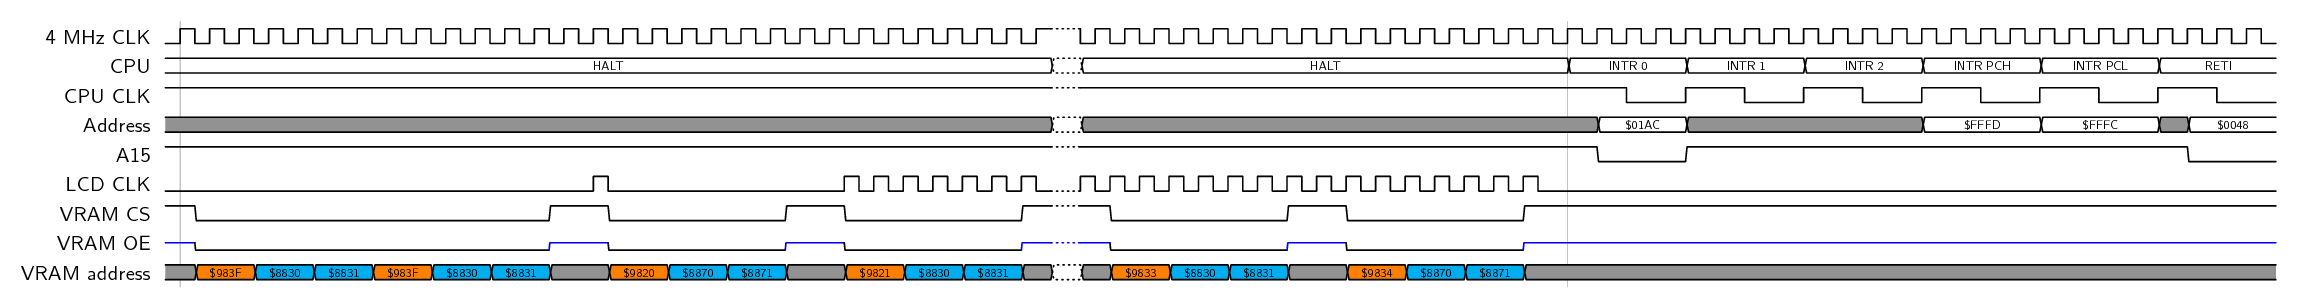 4 MHz CLK
CPU HALT HALT INTR 0 INTR 1 INTR 2 INTR PCH INTR PCL RETI
CPU CLK
Address $01AC $FFFD $FFFC $0048
A15
LCD CLK
VRAM CS
VRAM OE
VRAM address $983F $8830 $8831 $983F $8830 $8831 $9820 $8870 $8871 $9821 $8830 $8831 $9833 $8830 $8831 $9834 $8870 $8871